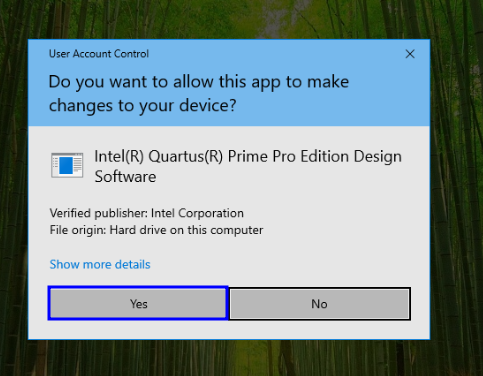 User Account Control
Do you want to allow this app to make
changes to your device?
Intel(R) Quartus(R) Prime Pro Edition Design
Software
Verified publisher: Intel Corporation
File origin: Hard drive on this computer
Show more details
Yes
No